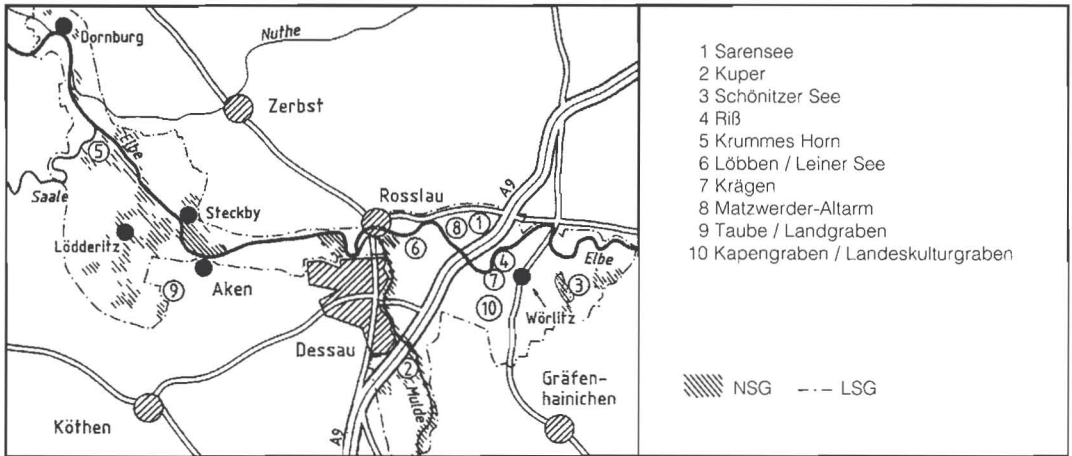 Dornburg
Nuthe
Zerbst
Elbe
5
Saale
Steckby
Lödderitz
Aken
9
Rosslau
A9
8
1
6
4
7
10
Elbe
3
Wörlitz
Dessau
2
Mulde
Gräfen-
hainichen
Köthen
A9
1 Sarensee
2 Kuper
3 Schönitzer See
4 Riß
5 Krummes Horn
6 Löbben / Leiner See
7 Krägen
8 Matzwerder-Altarm
9 Taube / Landgraben
10 Kapengraben / Landeskulturgraben
NSG
LSG